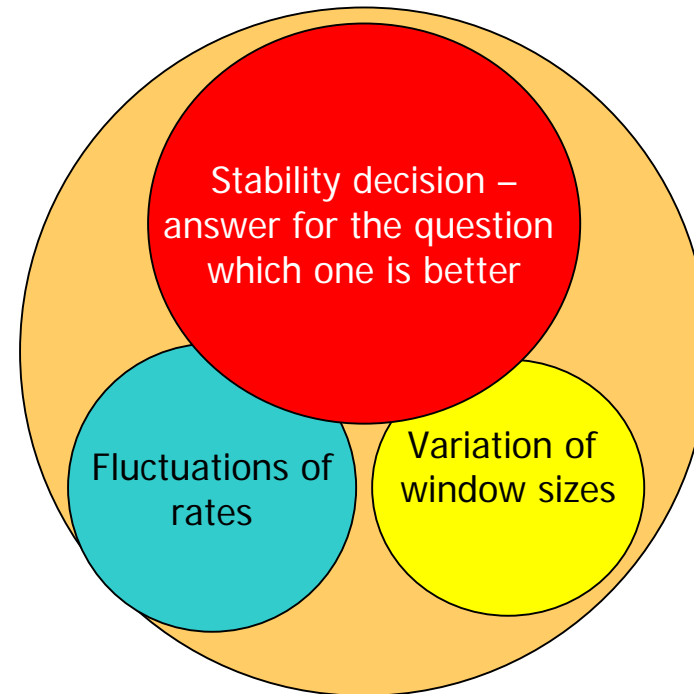 Stability decision –
answer for the question
which one is better
Fluctuations of
rates
Variation of
window sizes